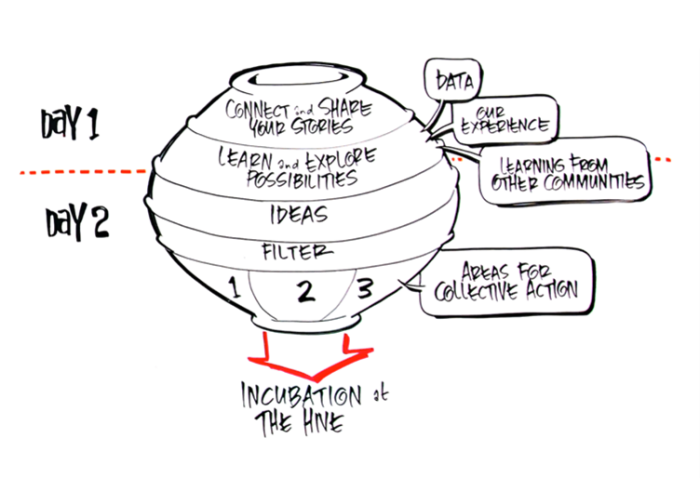 DAY 1
CONNECT and SHARE
YOUR STORIES
DATA
OUR
EXPERIENCE
LEARN and EXPLORE
POSSIBILITIES
LEARNING FROM
OTHER COMMUNITIES
DAY 2
IDEAS
FILTER
1 2 3
AREAS FOR
COLLECTIVE ACTION
INCUBATION at
THE HIVE